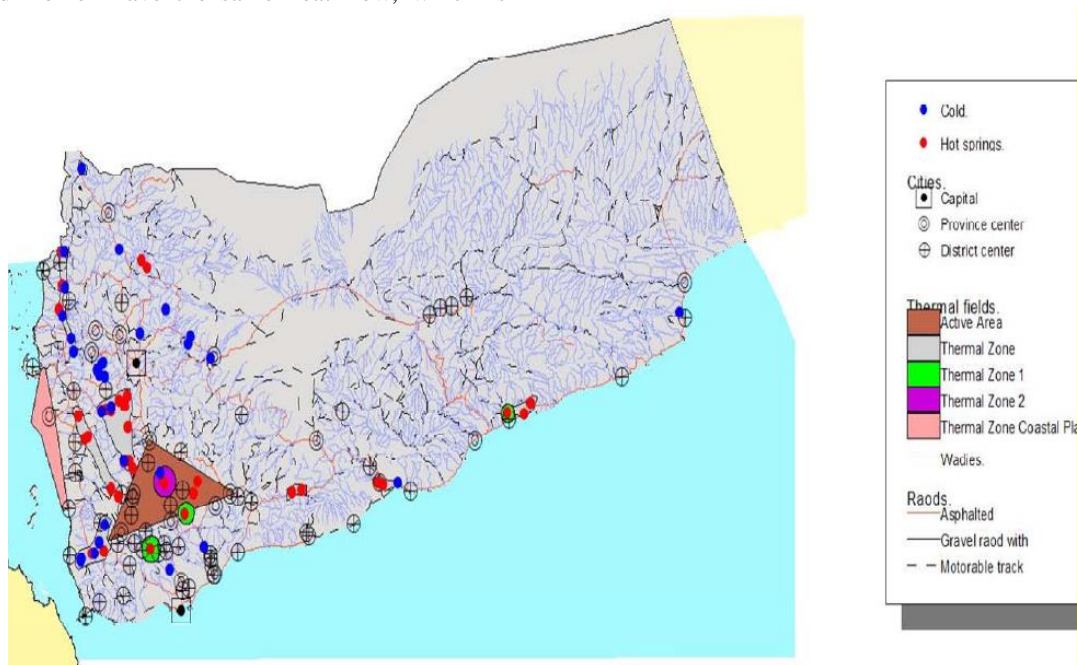 Cold.
Hot springs.
Cities.
Capital
Province center
District center
Thermal fields.
Active Area
Thermal Zone
Thermal Zone 1
Thermal Zone 2
Thermal Zone Coastal Pla
Wadies.
Raods.
Asphalted
Gravel raod with
Motorable track